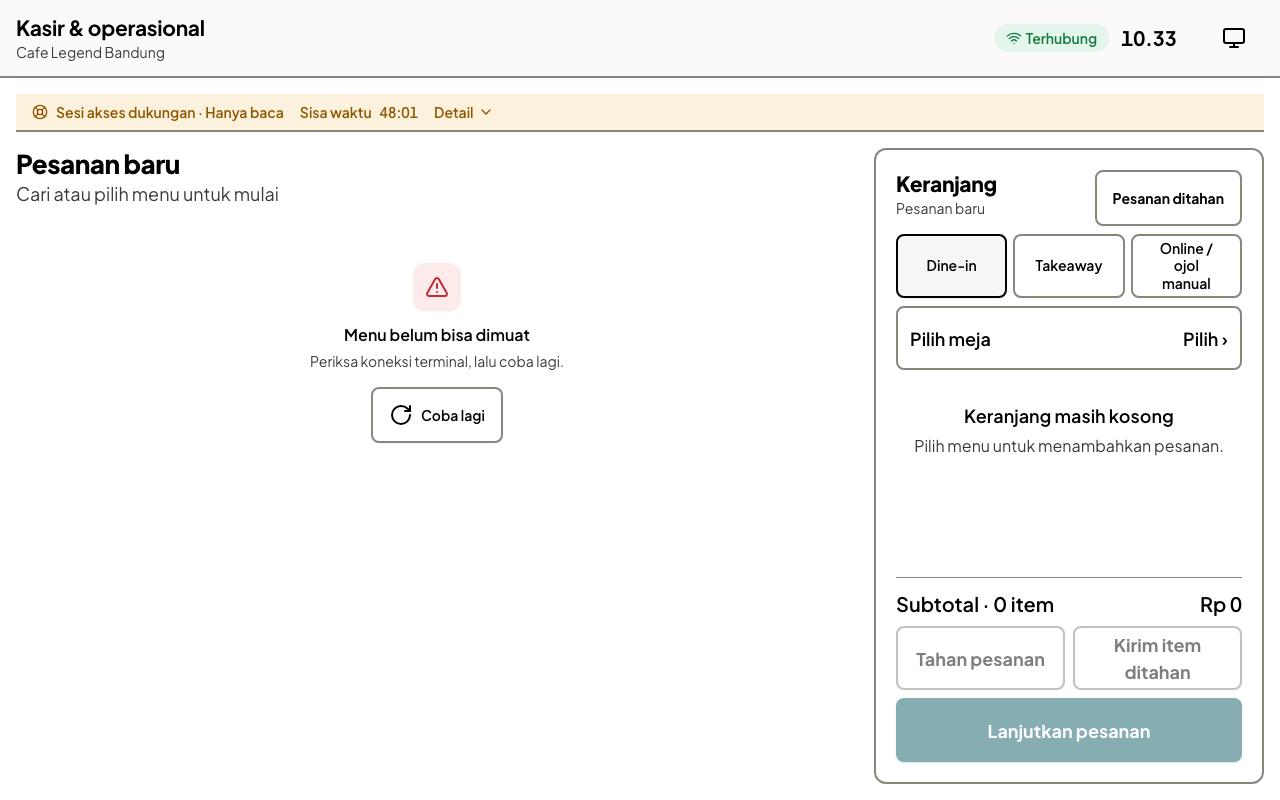 Kasir & operasional
Cafe Legend Bandung
Terhubung
10.33
Sesi akses dukungan · Hanya baca
Sisa waktu 48:01
Detail
Pesanan baru
Cari atau pilih menu untuk mulai
Menu belum bisa dimuat
Periksa koneksi terminal, lalu coba lagi.
Coba lagi
Keranjang
Pesanan baru
Pesanan ditahan
Dine-in
Takeaway
Online /
ojol
manual
Pilih meja
Pilih ›
Keranjang masih kosong
Pilih menu untuk menambahkan pesanan.
Subtotal · 0 item
Rp 0
Tahan pesanan
Kirim item
ditahan
Lanjutkan pesanan